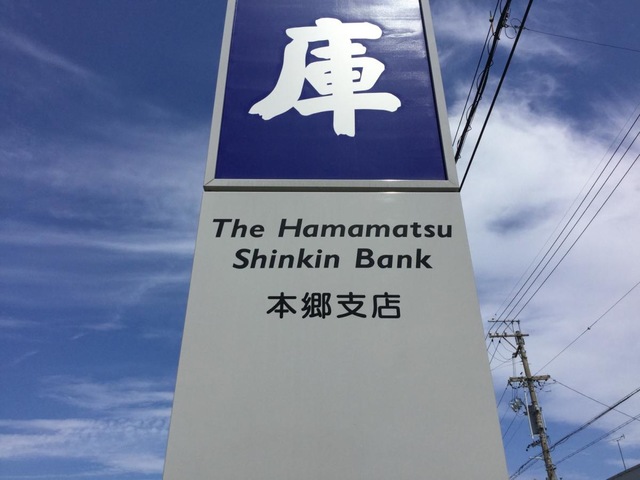 庫
The Hamamatsu
Shinkin Bank
本郷支店